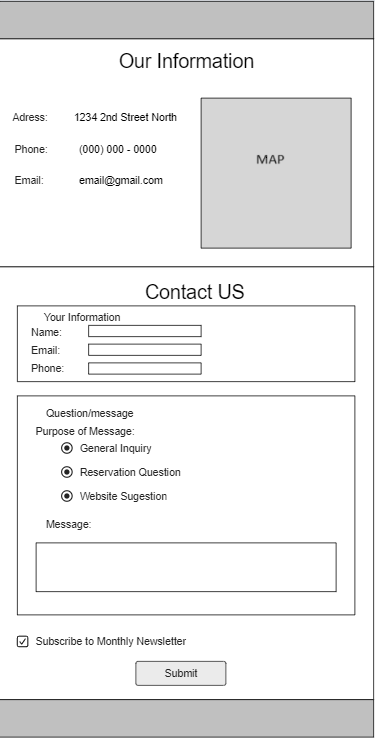 Our Information
Adress: 1234 2nd Street North
Phone: (000) 000 - 0000
Email: email@gmail.com
MAP
Contact US
Your Information
Name:
Email:
Phone:
Question/message
Purpose of Message:
General Inquiry
Reservation Question
Website Sugestion
Message:
Subscribe to Monthly Newsletter
Submit